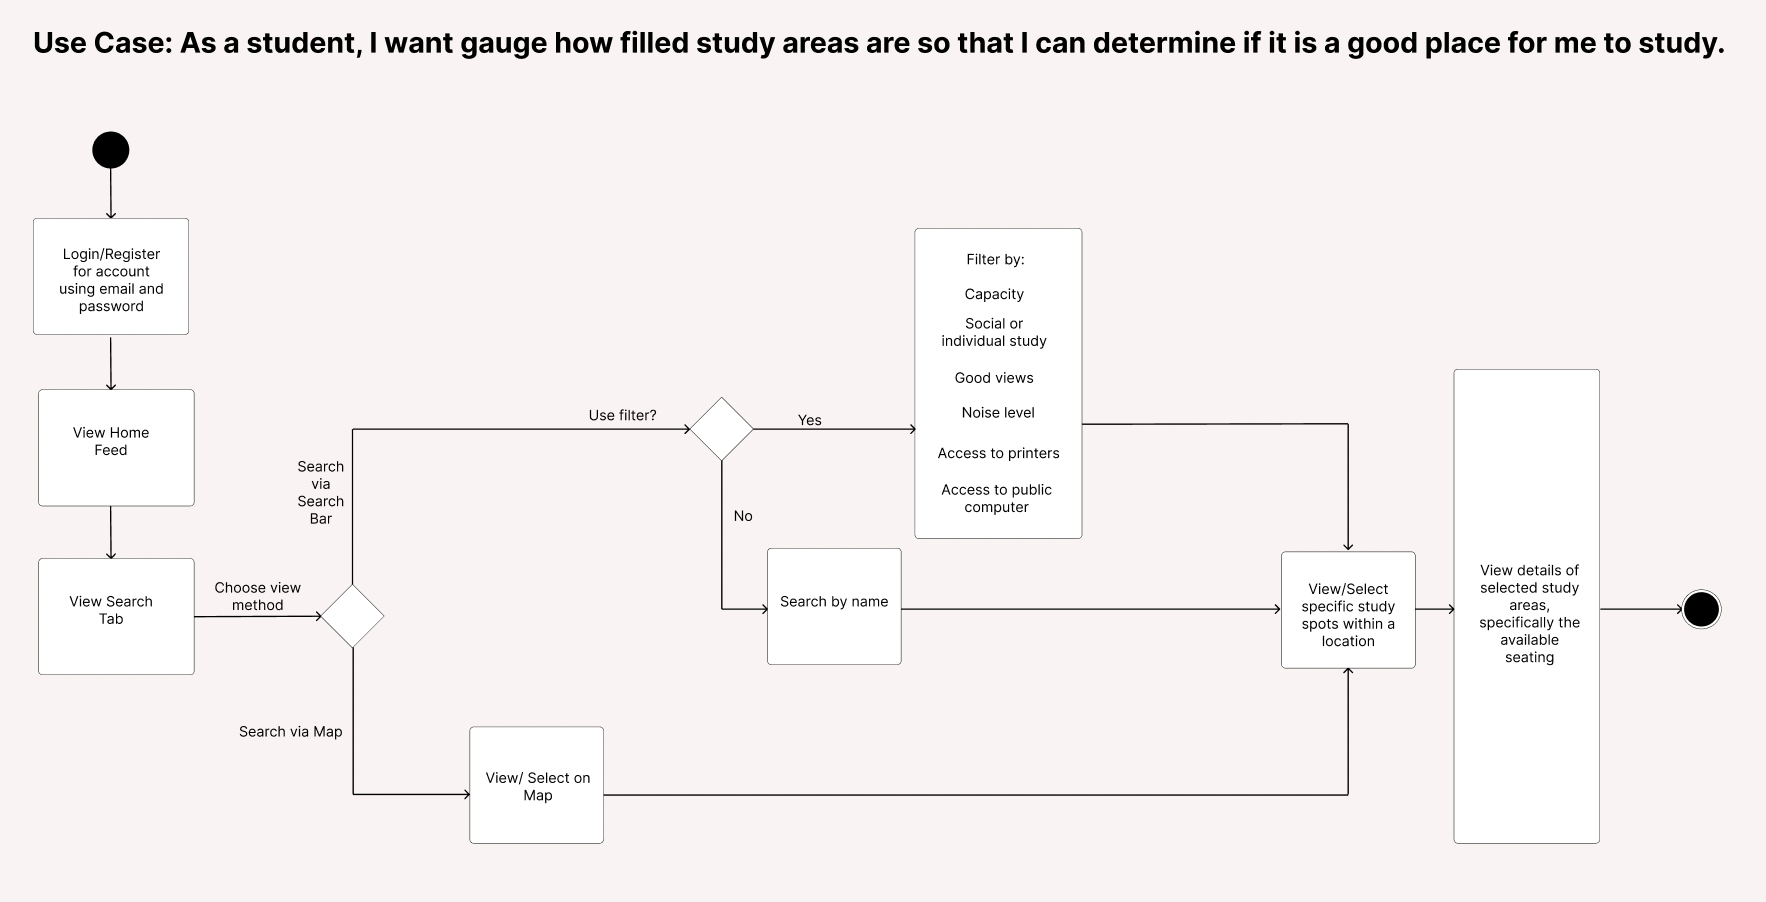 Use Case: As a student, I want gauge how filled study areas are so that I can determine if it is a good place for me to study.
Login/Register
for account
using email and
password
View Home
Feed
View Search
Tab
Choose view
method
Search
via
Search
Bar
Search via Map
View/ Select on
Map
Use filter?
Yes
No
Search by name
Filter by:
Capacity
Social or
individual study
Good views
Noise level
Access to printers
Access to public
computer
View/Select
specific study
spots within a
location
View details of
selected study
areas,
specifically the
available
seating